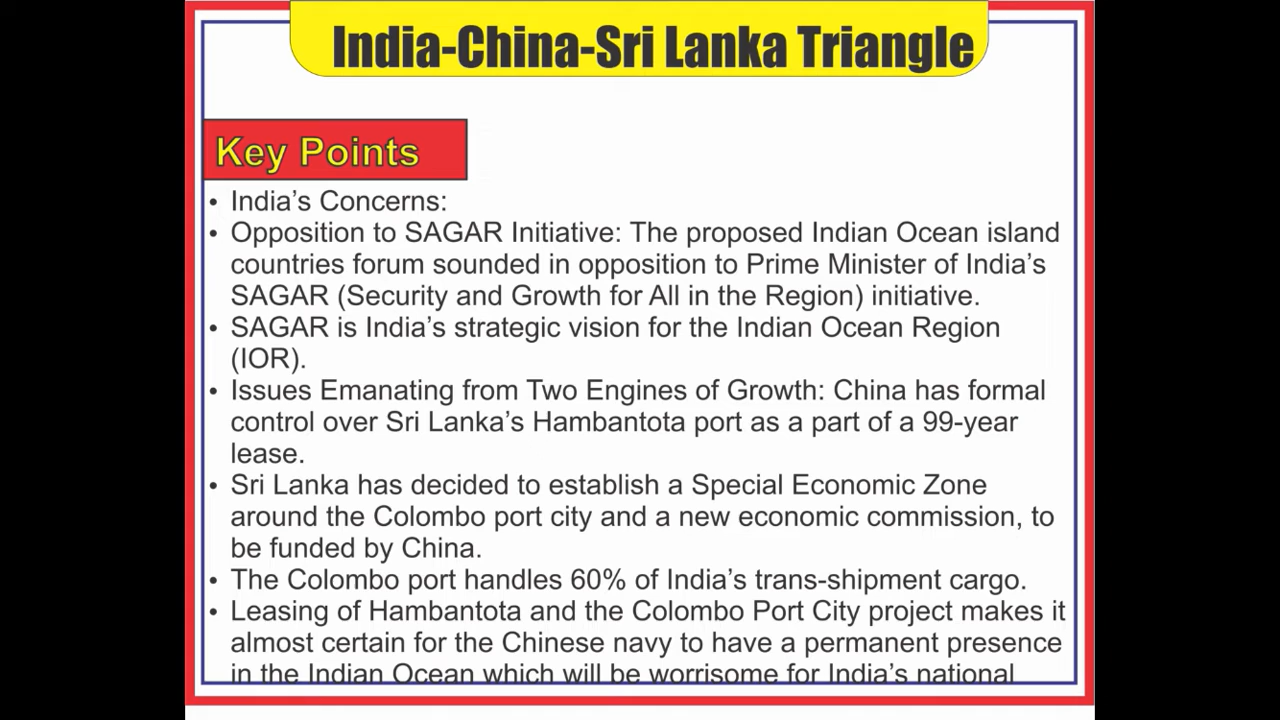 India-China-Sri Lanka Triangle
Key Points
• India’s Concerns:
• Opposition to SAGAR Initiative: The proposed Indian Ocean island
countries forum sounded in opposition to Prime Minister of India’s
SAGAR (Security and Growth for All in the Region) initiative.
• SAGAR is India’s strategic vision for the Indian Ocean Region
(IOR).
• Issues Emanating from Two Engines of Growth: China has formal
control over Sri Lanka’s Hambantota port as a part of a 99-year
lease.
• Sri Lanka has decided to establish a Special Economic Zone
around the Colombo port city and a new economic commission, to
be funded by China.
• The Colombo port handles 60% of India’s trans-shipment cargo.
• Leasing of Hambantota and the Colombo Port City project makes it
almost certain for the Chinese navy to have a permanent presence
in the Indian Ocean which will be worrisome for India’s national